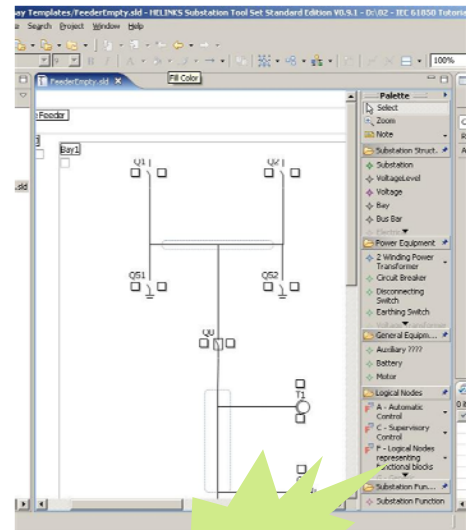 ay Templates/FeederEmpty.sld - HELINKS Substation Tool Set Standard Edition V0.9.1 - D:\02 - IEC 61850 Tutoria
e Search Project Window Help
9
B I A
100%
FeederEmpty.sld
Fill Color
Palette
Select
Zoom
Note
Substation Struct.
Substation
VoltageLevel
Voltage
Bay
Bus Bar
Power Equipment
2 Winding Power
Transformer
Circuit Breaker
Disconnecting
Switch
Earthing Switch
General Equipm...
Auxiliary ????
Battery
Motor
Logical Nodes
A - Automatic
Control
C - Supervisory
Control
F - Logical Nodes
representing
functional blocks
Substation Fun...
Substation Function
Feeder
Bay1
.sld
Q1
Q2
Q51
Q52
Q0
T1